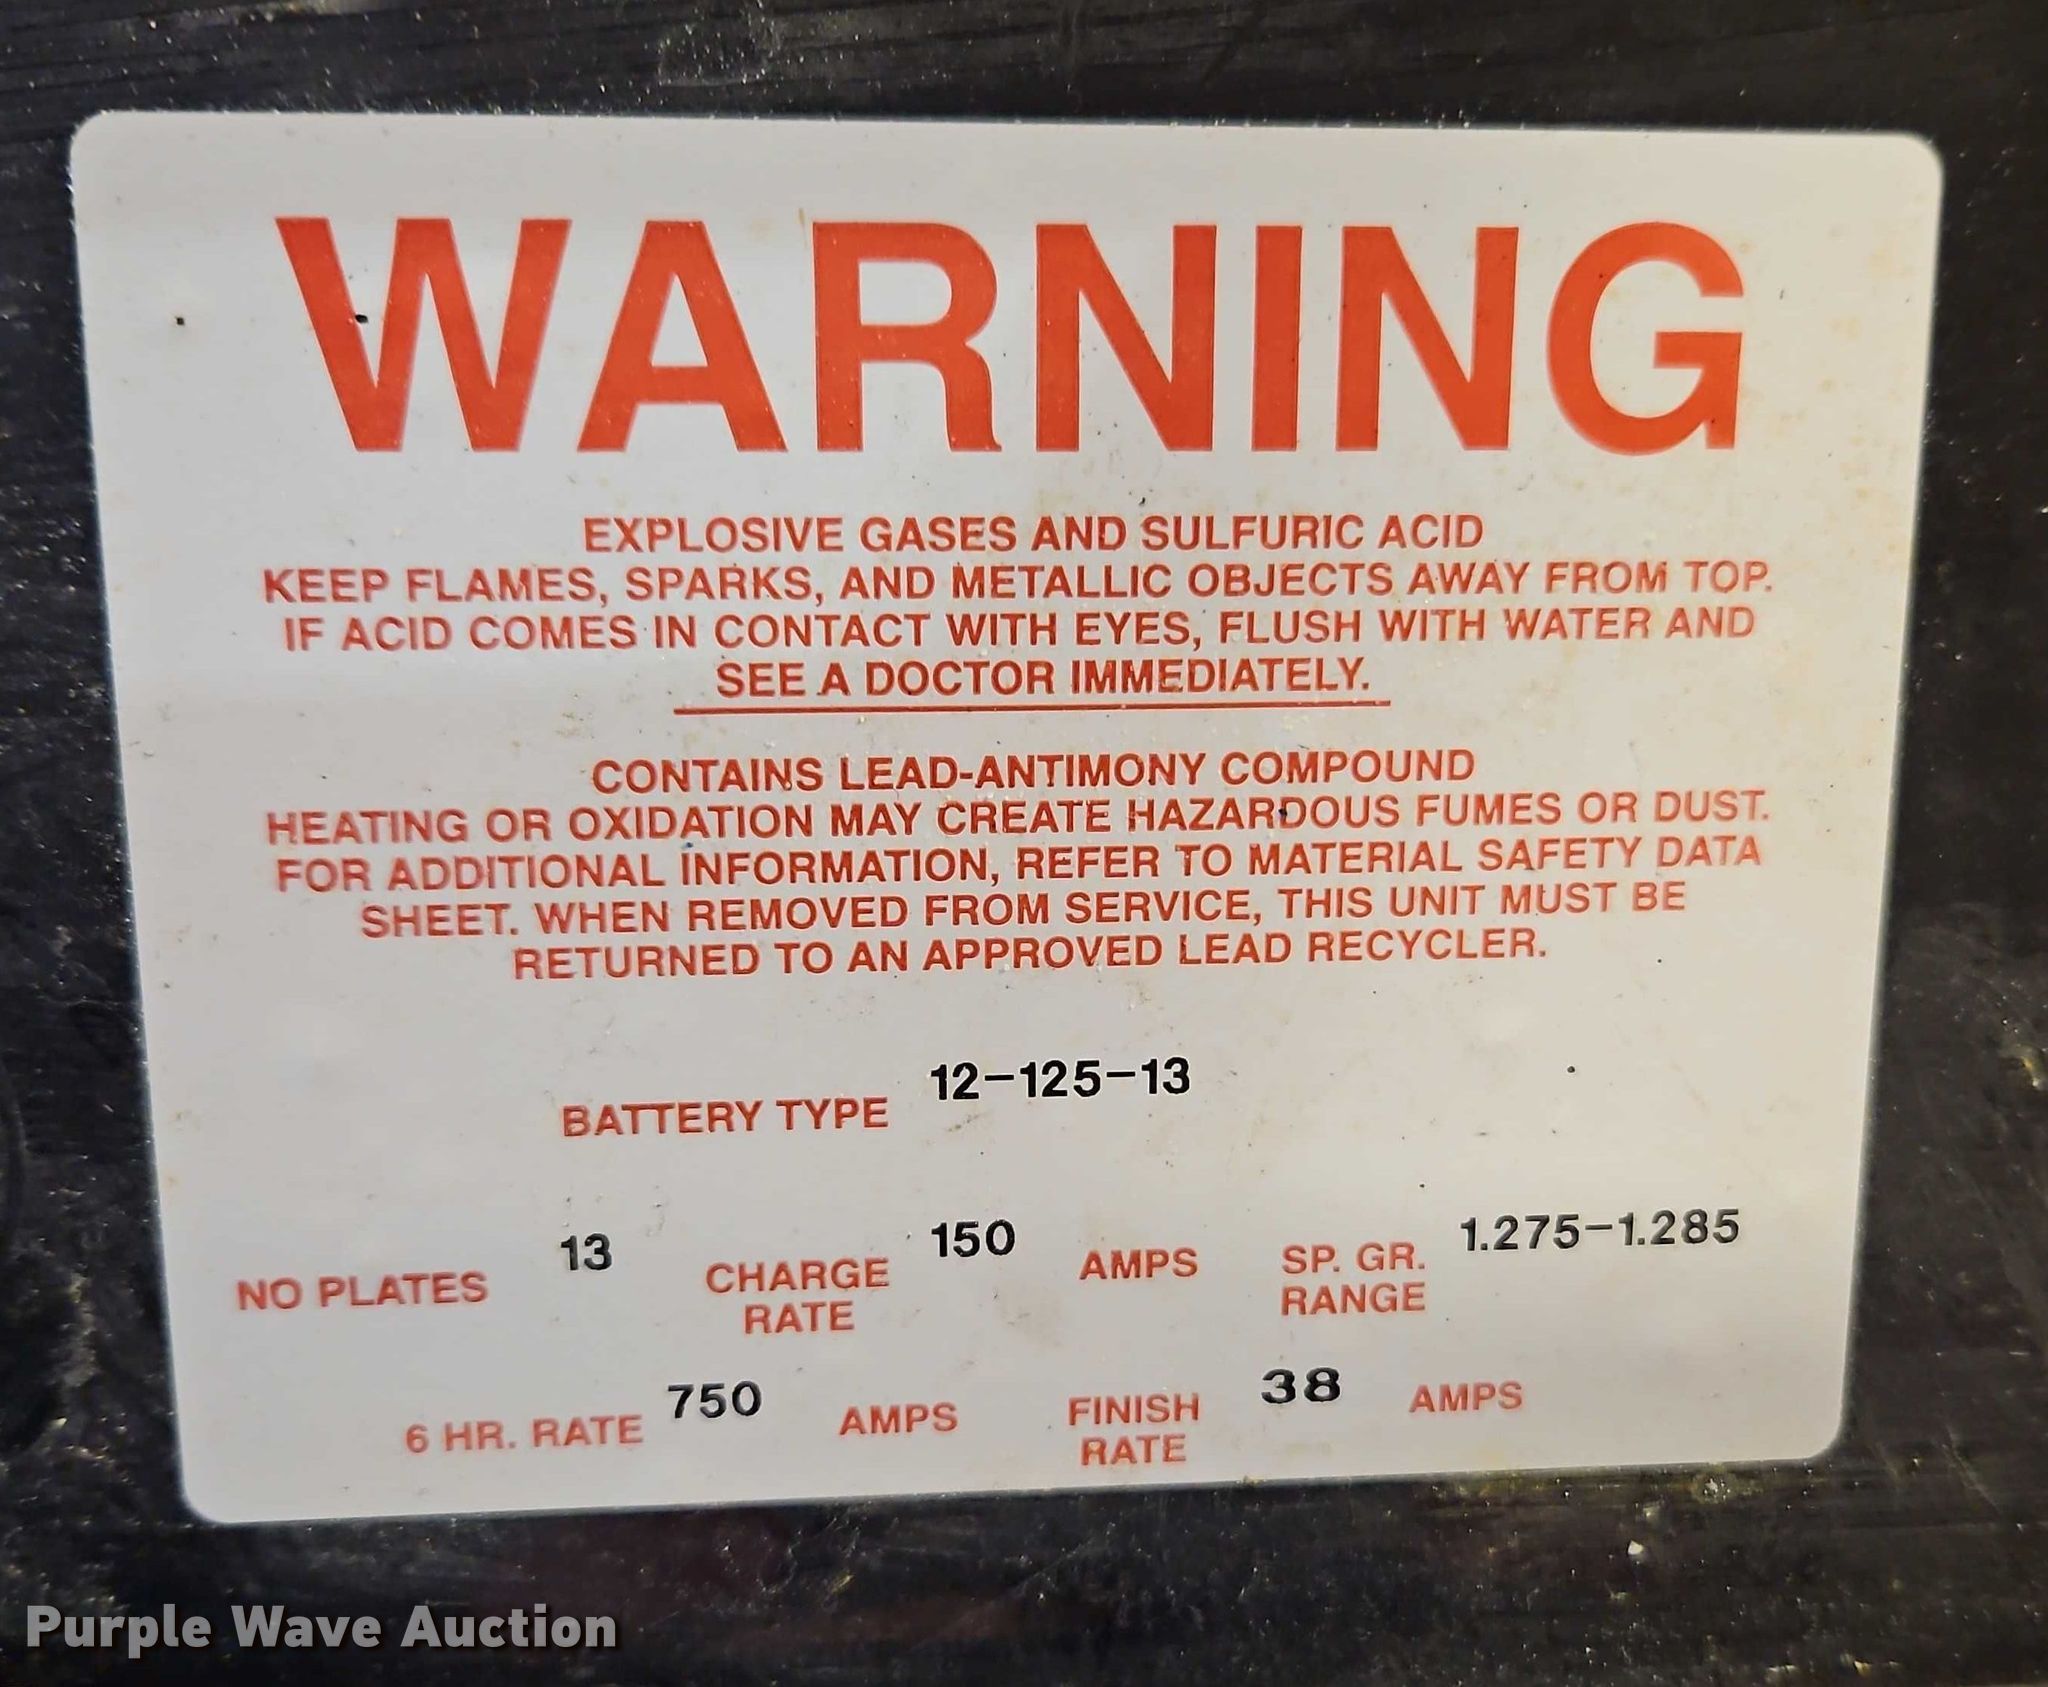 WARNING
EXPLOSIVE GASES AND SULFURIC ACID
KEEP FLAMES, SPARKS, AND METALLIC OBJECTS AWAY FROM TOP.
IF ACID COMES IN CONTACT WITH EYES, FLUSH WITH WATER AND
SEE A DOCTOR IMMEDIATELY.
CONTAINS LEAD-ANTIMONY COMPOUND
HEATING OR OXIDATION MAY CREATE HAZARDOUS FUMES OR DUST.
FOR ADDITIONAL INFORMATION, REFER TO MATERIAL SAFETY DATA
SHEET. WHEN REMOVED FROM SERVICE, THIS UNIT MUST BE
RETURNED TO AN APPROVED LEAD RECYCLER.
BATTERY TYPE 12-125-13
NO PLATES 13 CHARGE RATE 150 AMPS SP. GR. RANGE 1.275-1.285
6 HR. RATE 750 AMPS FINISH RATE 38 AMPS
Purple Wave Auction